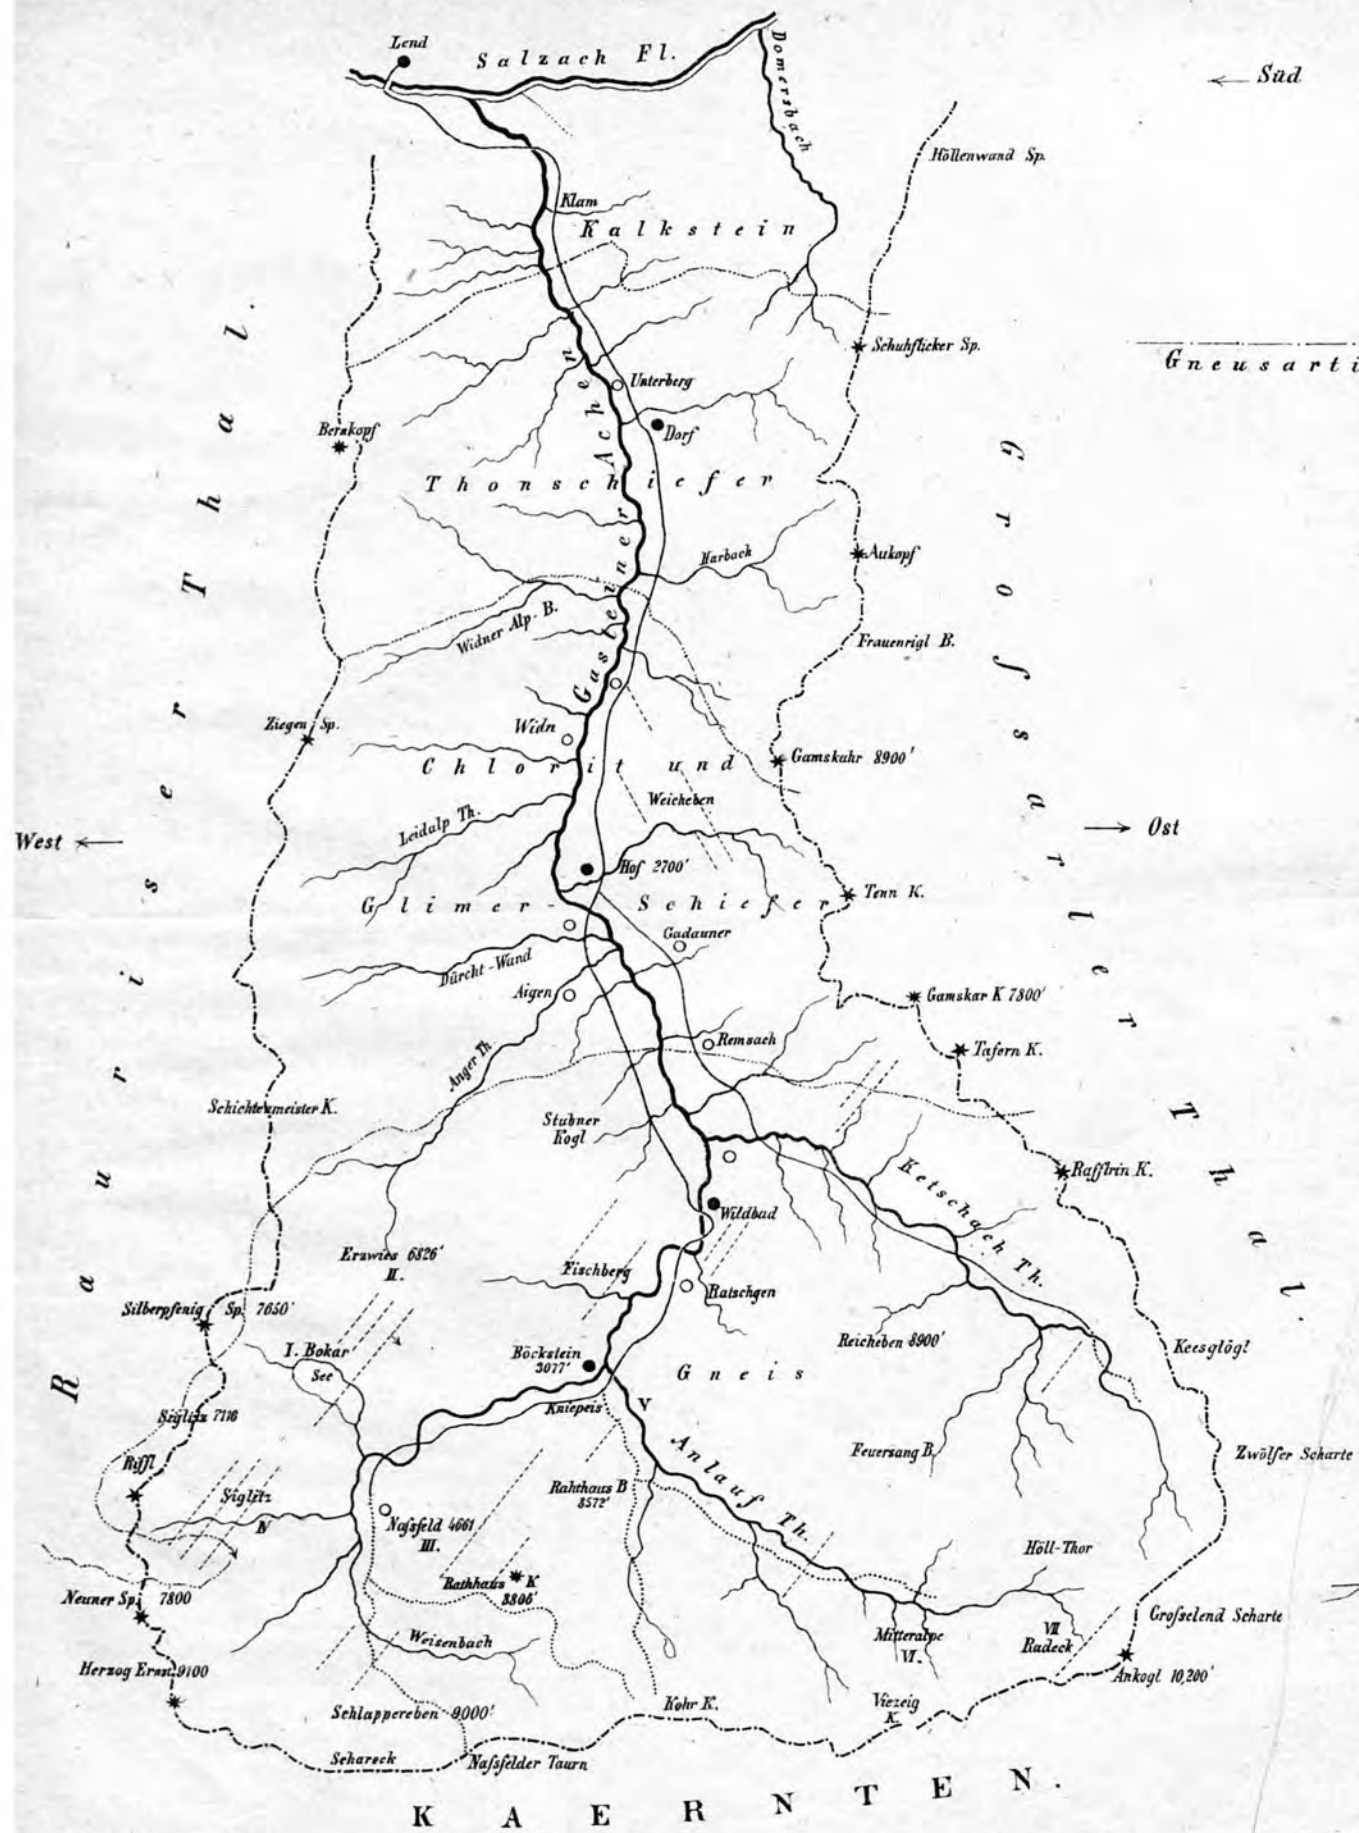 Lend
Salzach Fl.
Domersbach
← Süd
Höllenwand Sp.
Klam
Kalkstein
Schuhflicker Sp.
Gneusarti
Unterberg
Bernkopf
Dorf
Thonschiefer
Gasteiner Achen
Harbach
Aukopf
Widner Alp. B.
Frauenrigl B.
Ziegen Sp.
Widn
Gamskahr 8900'
Chlorit und
Weicheben
Leidalp Th.
West ←
→ Ost
Hof 2700'
Glimer- Schiefer
Tenn K.
Gadauner
Dürcht-Wand
Aigen
Gamskar K 7800'
Remsach
Tafern K.
Anger Th.
Schichtenmeister K.
Stubner
Kogl
Ketschach Th.
Rafflrin K.
Wildbad
Erzwies 6826'
II.
Fischberg
Ratschgen
Silberpfenig Sp. 7650'
I. Bokar
See
Böckstein
3077'
Reicheben 8900'
Keesglögl
Gneis
Kniepeis
V
Siglitz 7116
Anlauf Th.
Feuersang B.
Zwölfer Scharte
Riffl
Siglitz
IV
Rahthaus B
8572'
Nassfeld 4661
III.
Höll-Thor
Rathhaus K
8806'
Neuner Sp. 7800
Grosselend Scharte
Mitteralpe
VI.
VII
Radeck
Weisenbach
Herzog Ernst 9100
Ankogl 10,200'
Schlappereben 9000'
Kohr K.
Viezeig
K.
Schareck
Nassfelder Taurn
Rauriser Thal.
Grossarler Thal.
KAERNTEN.